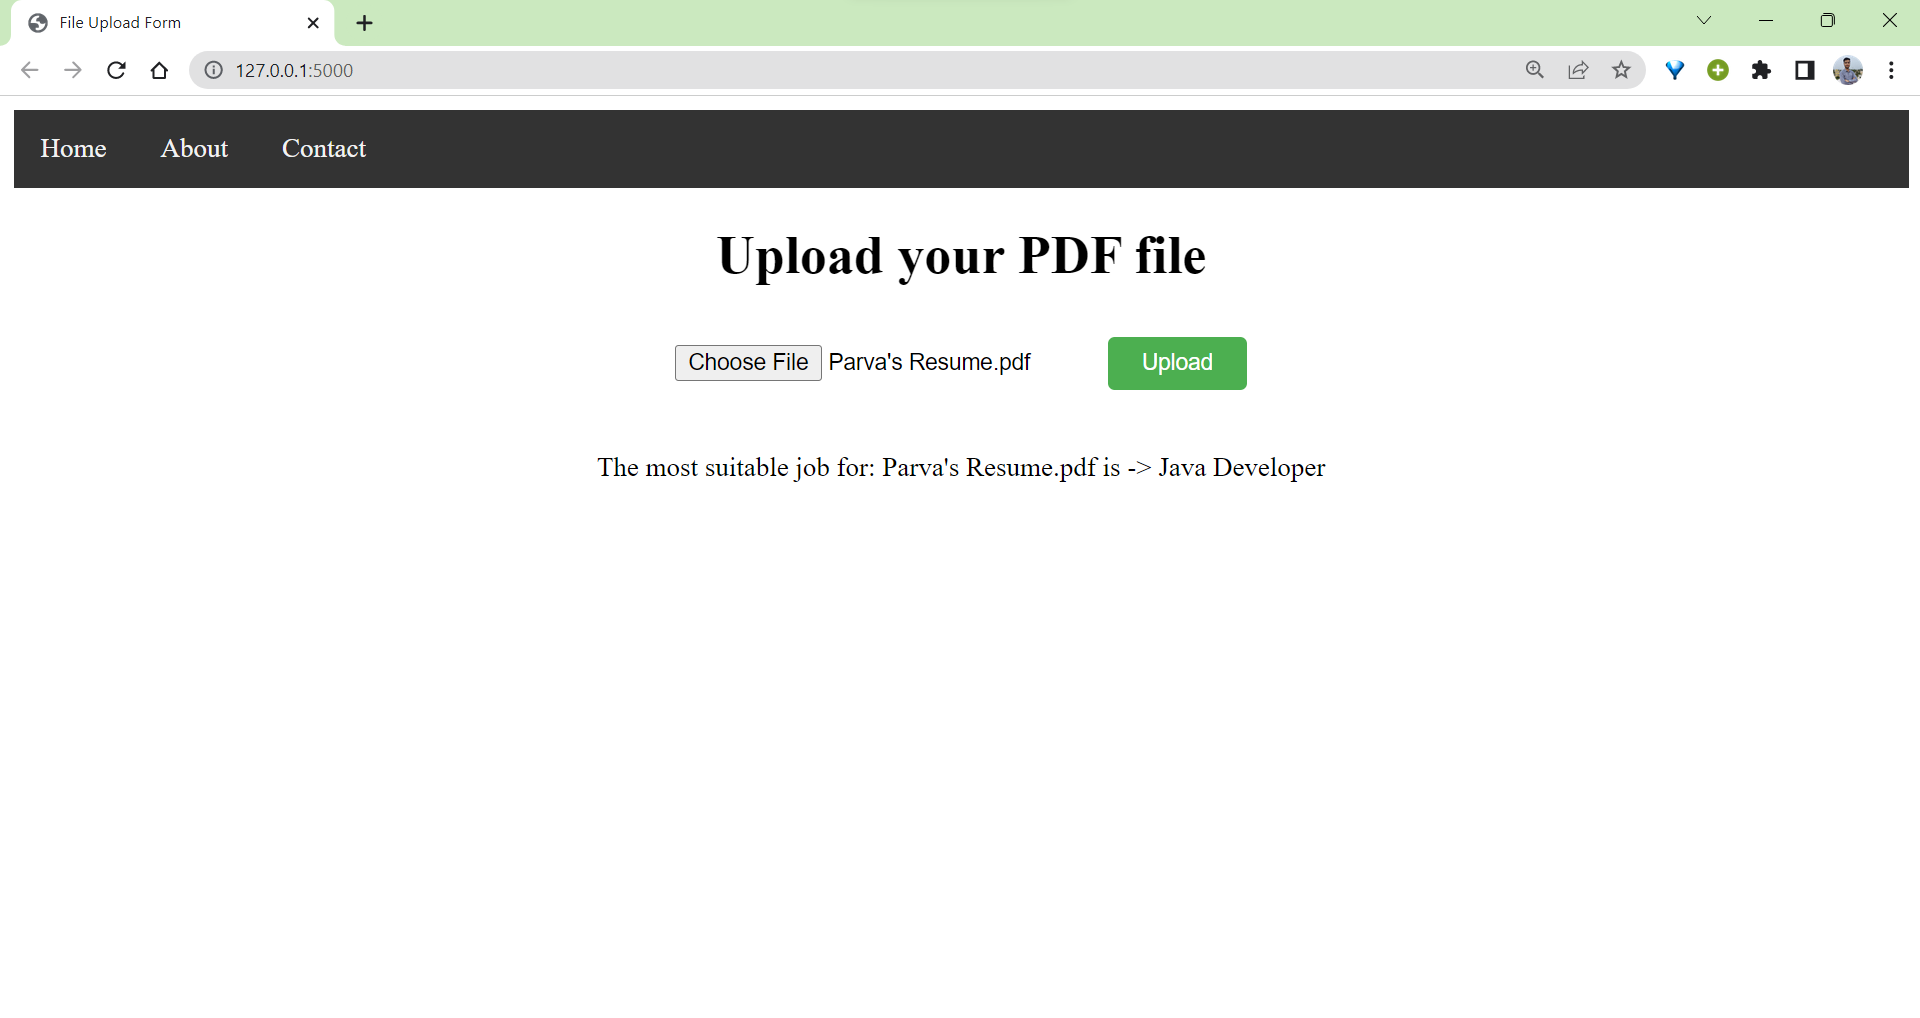 File Upload Form
127.0.0.1:5000
Home About Contact
Upload your PDF file
Choose File Parva's Resume.pdf Upload
The most suitable job for: Parva's Resume.pdf is -> Java Developer